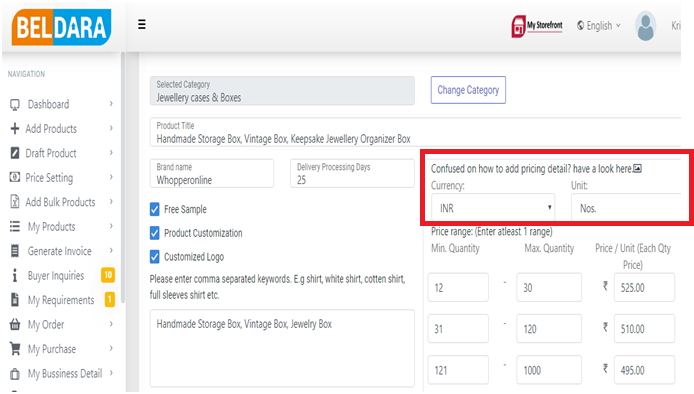 BELDARA
My Storefront
English
Kri
NAVIGATION
Dashboard
Add Products
Draft Product
Price Setting
Add Bulk Products
My Products
Generate Invoice
Buyer Inquiries 10
My Requirements 1
My Order
My Purchase
My Bussiness Detail
Selected Category
Jewellery cases & Boxes
Change Category
Product Title
Handmade Storage Box, Vintage Box, Keepsake Jewellery Organizer Box
Brand name
Whopperonline
Delivery Processing Days
25
Free Sample
Product Customization
Customized Logo
Please enter comma separated keywords. E.g shirt, white shirt, cotten shirt,
full sleeves shirt etc.
Handmade Storage Box, Vintage Box, Jewelry Box
Confused on how to add pricing detail? have a look here.
Currency: Unit:
INR Nos.
Price range: (Enter atleast 1 range)
Min. Quantity Max. Quantity Price / Unit (Each Qty
Price)
12 - 30 ₹ 525.00
31 - 120 ₹ 510.00
121 - 1000 ₹ 495.00